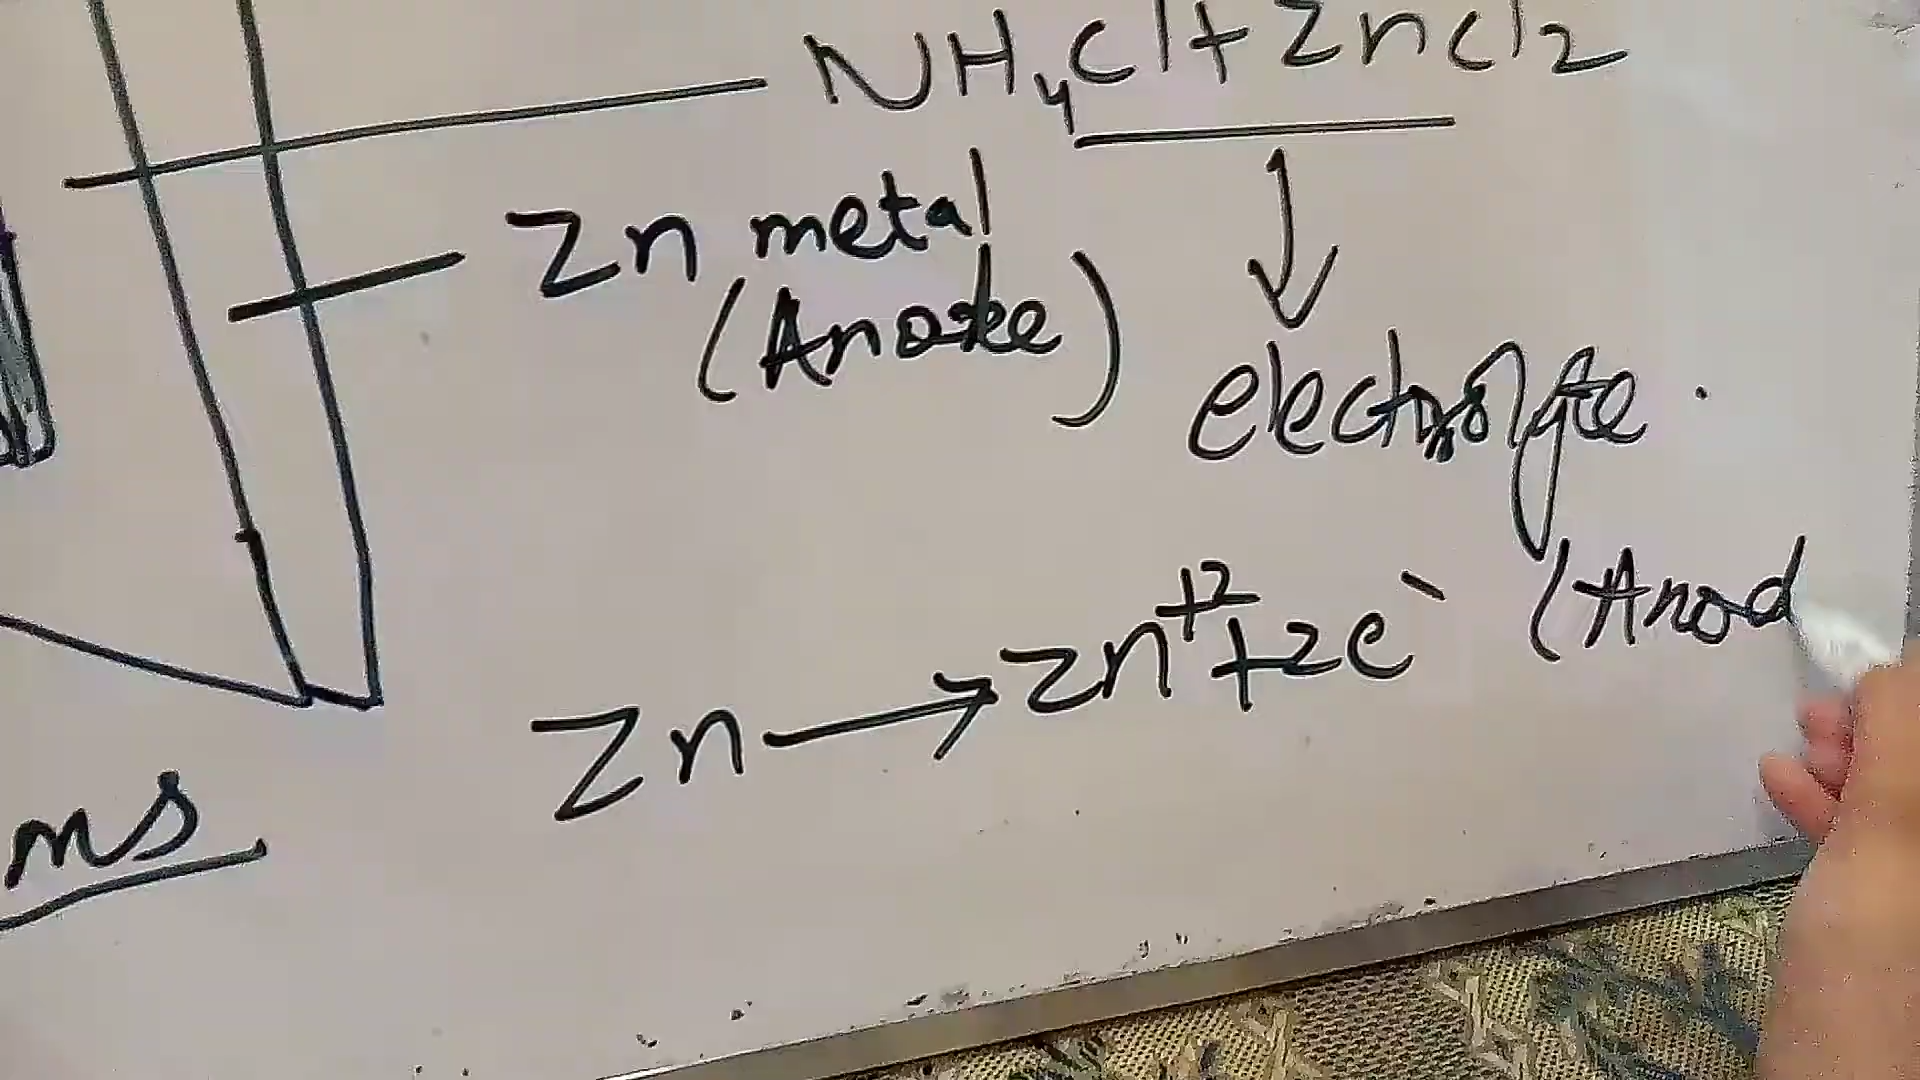 NH4Cl+ZnCl2
Zn metal
(Anode)
electrolyte.
Zn → Zn+2+2e- (Anod
ms